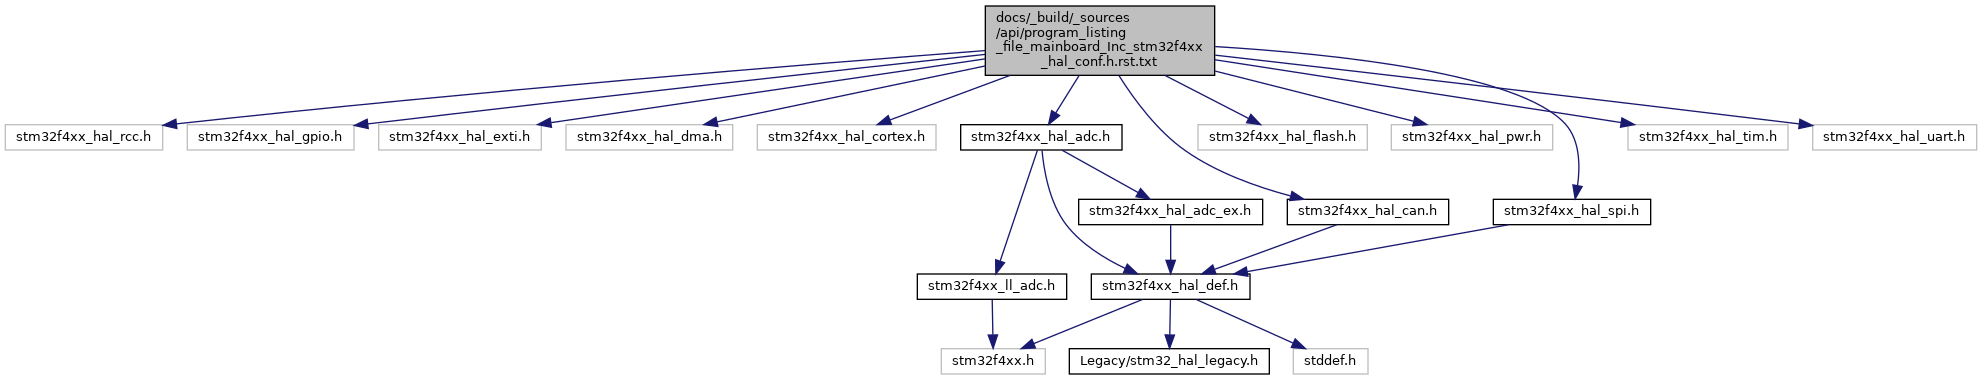 docs/_build/_sources
/api/program_listing
_file_mainboard_Inc_stm32f4xx
_hal_conf.h.rst.txt
stm32f4xx_hal_rcc.h
stm32f4xx_hal_gpio.h
stm32f4xx_hal_exti.h
stm32f4xx_hal_dma.h
stm32f4xx_hal_cortex.h
stm32f4xx_hal_adc.h
stm32f4xx_hal_flash.h
stm32f4xx_hal_pwr.h
stm32f4xx_hal_tim.h
stm32f4xx_hal_uart.h
stm32f4xx_hal_adc_ex.h
stm32f4xx_hal_can.h
stm32f4xx_hal_spi.h
stm32f4xx_ll_adc.h
stm32f4xx_hal_def.h
stm32f4xx.h
Legacy/stm32_hal_legacy.h
stddef.h